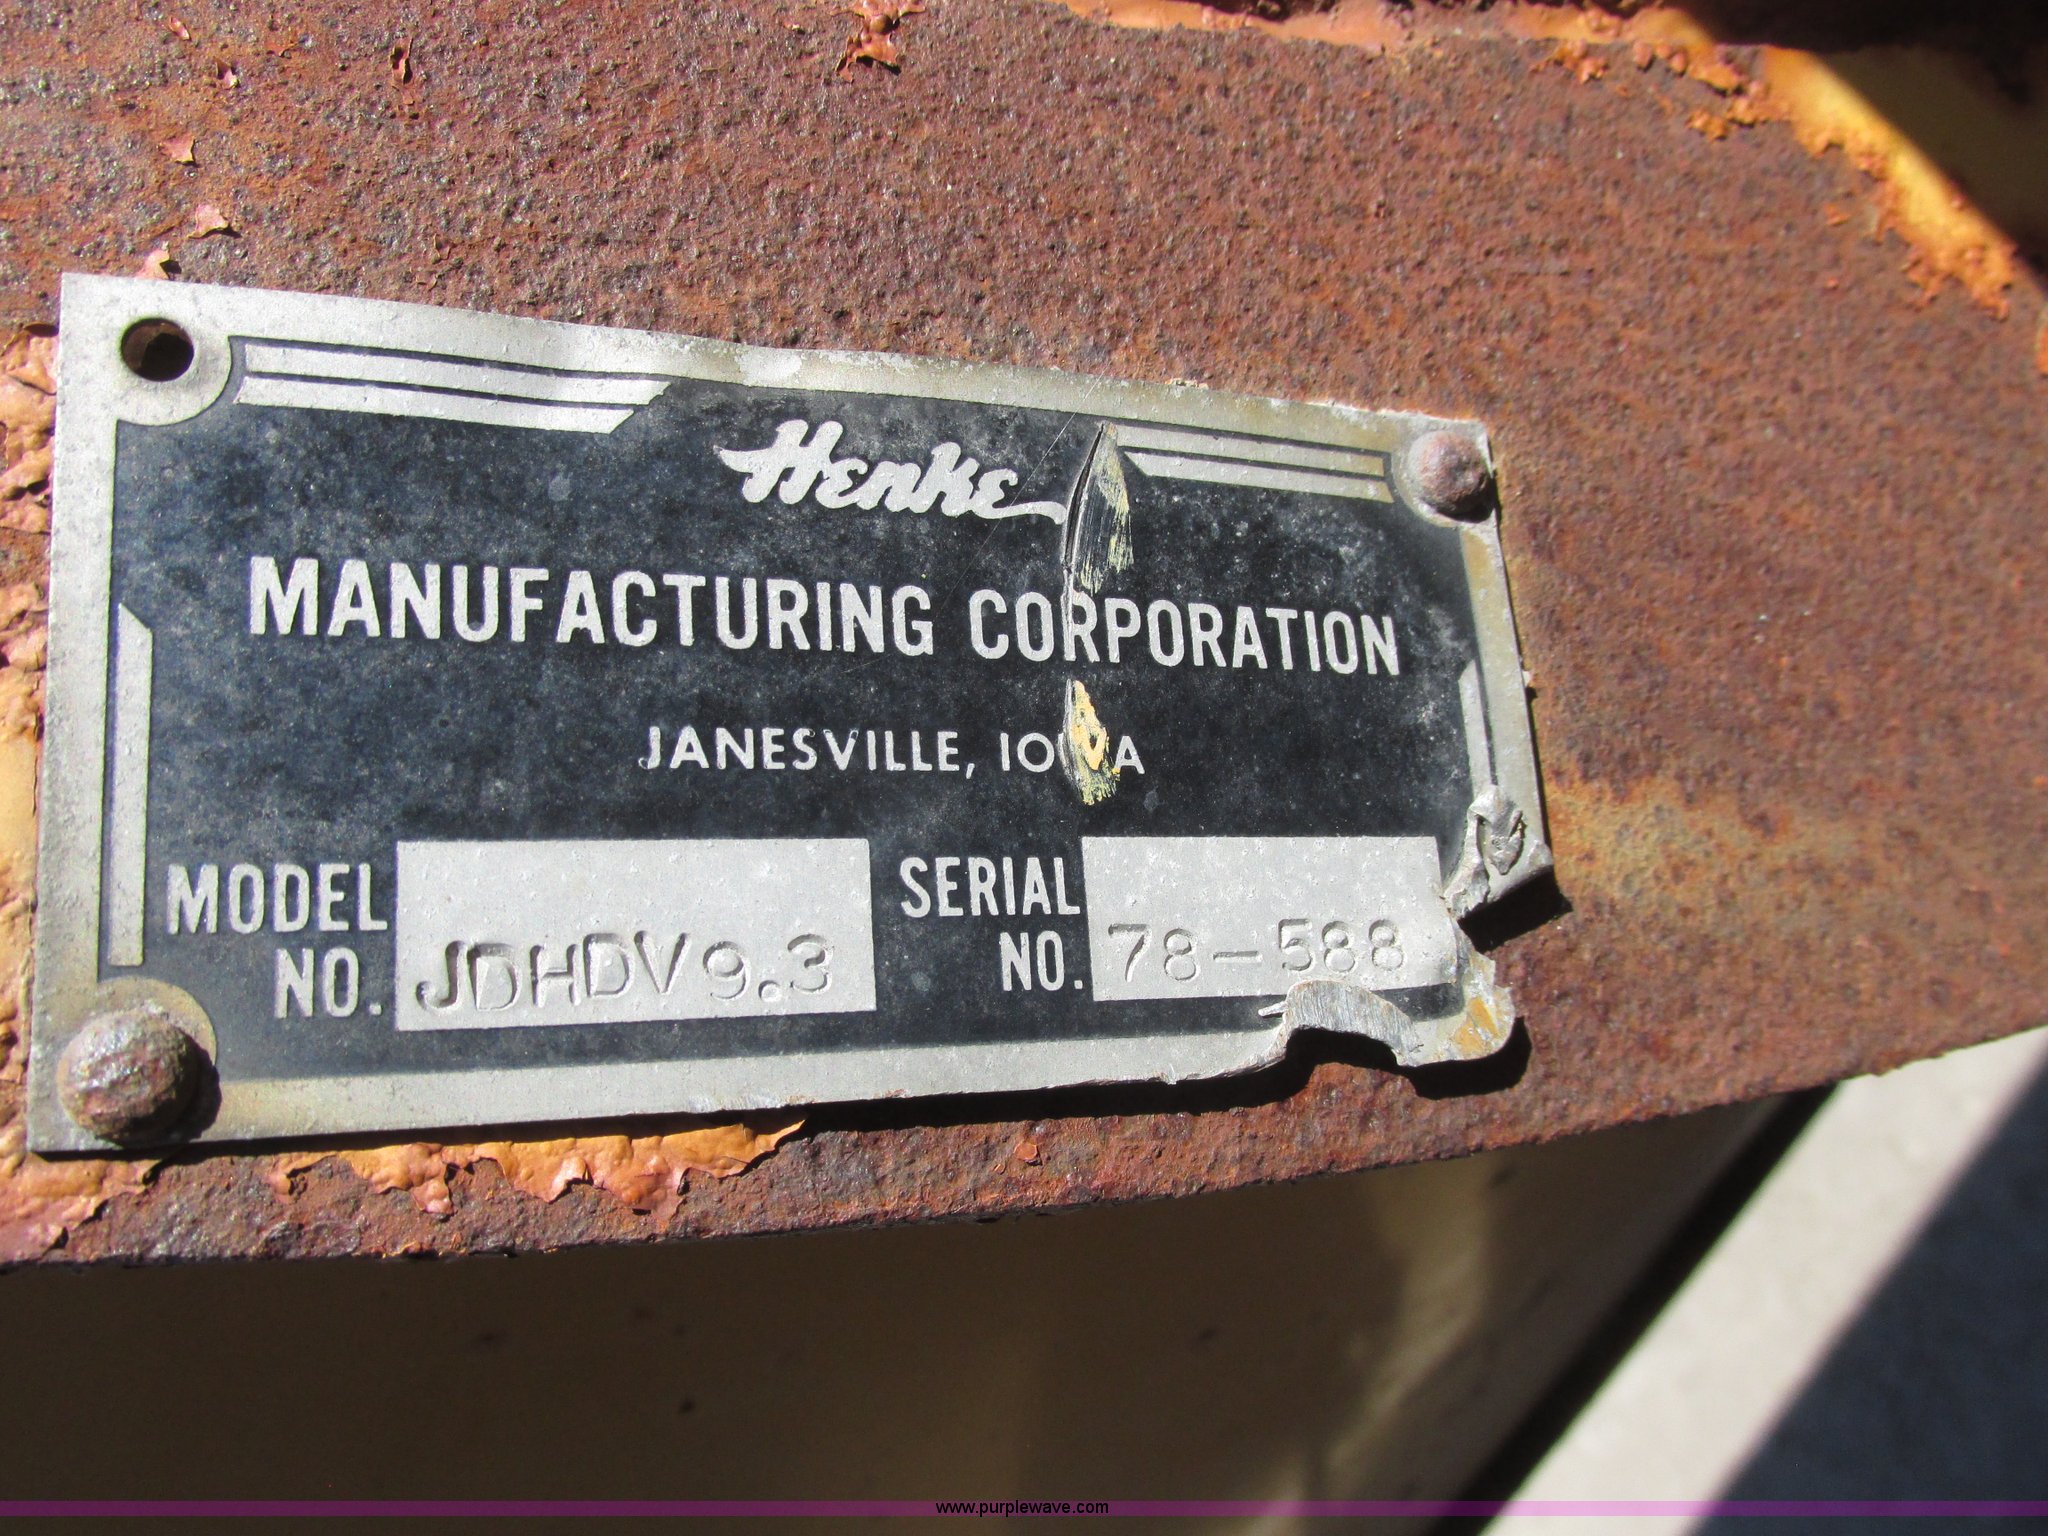 Henke
MANUFACTURING CORPORATION
JANESVILLE, IOWA
MODEL NO. JDHDV9.3
SERIAL NO. 78-588
www.purplewave.com